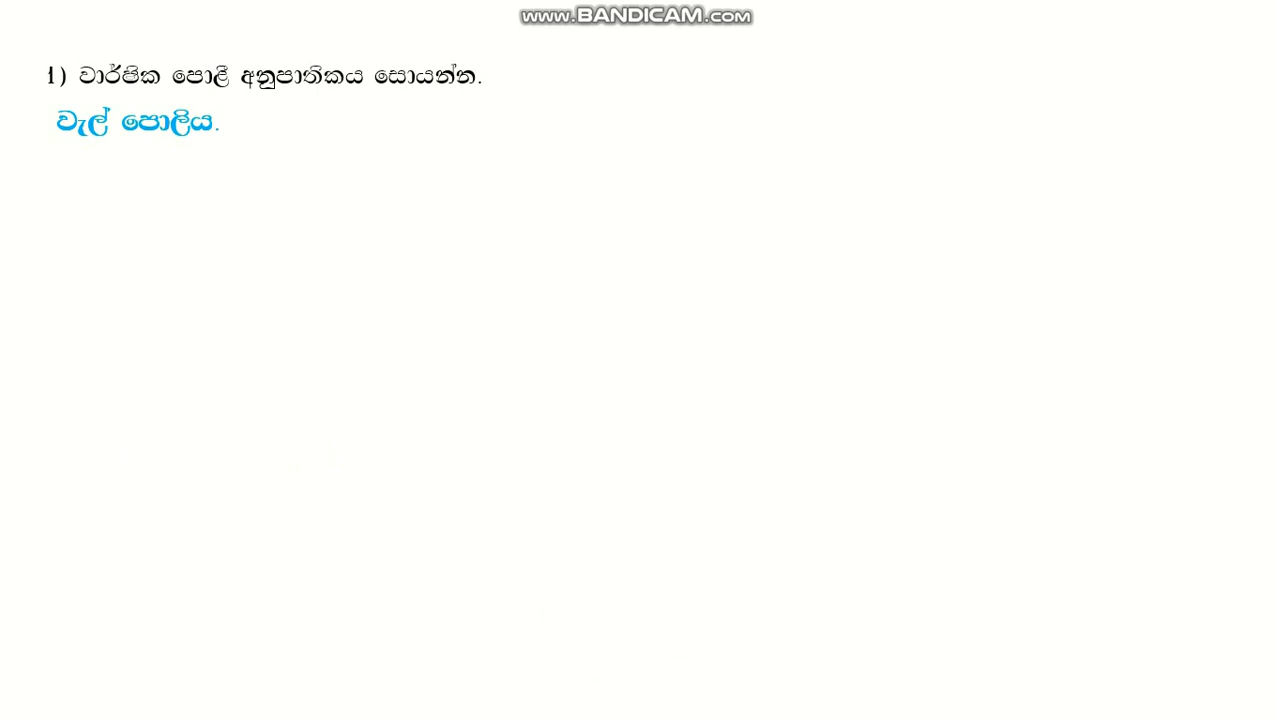 www.BANDICAM.com
1) වාර්ෂික පොළී අනුපාතිකය සොයන්න.
වැල් පොලිය.